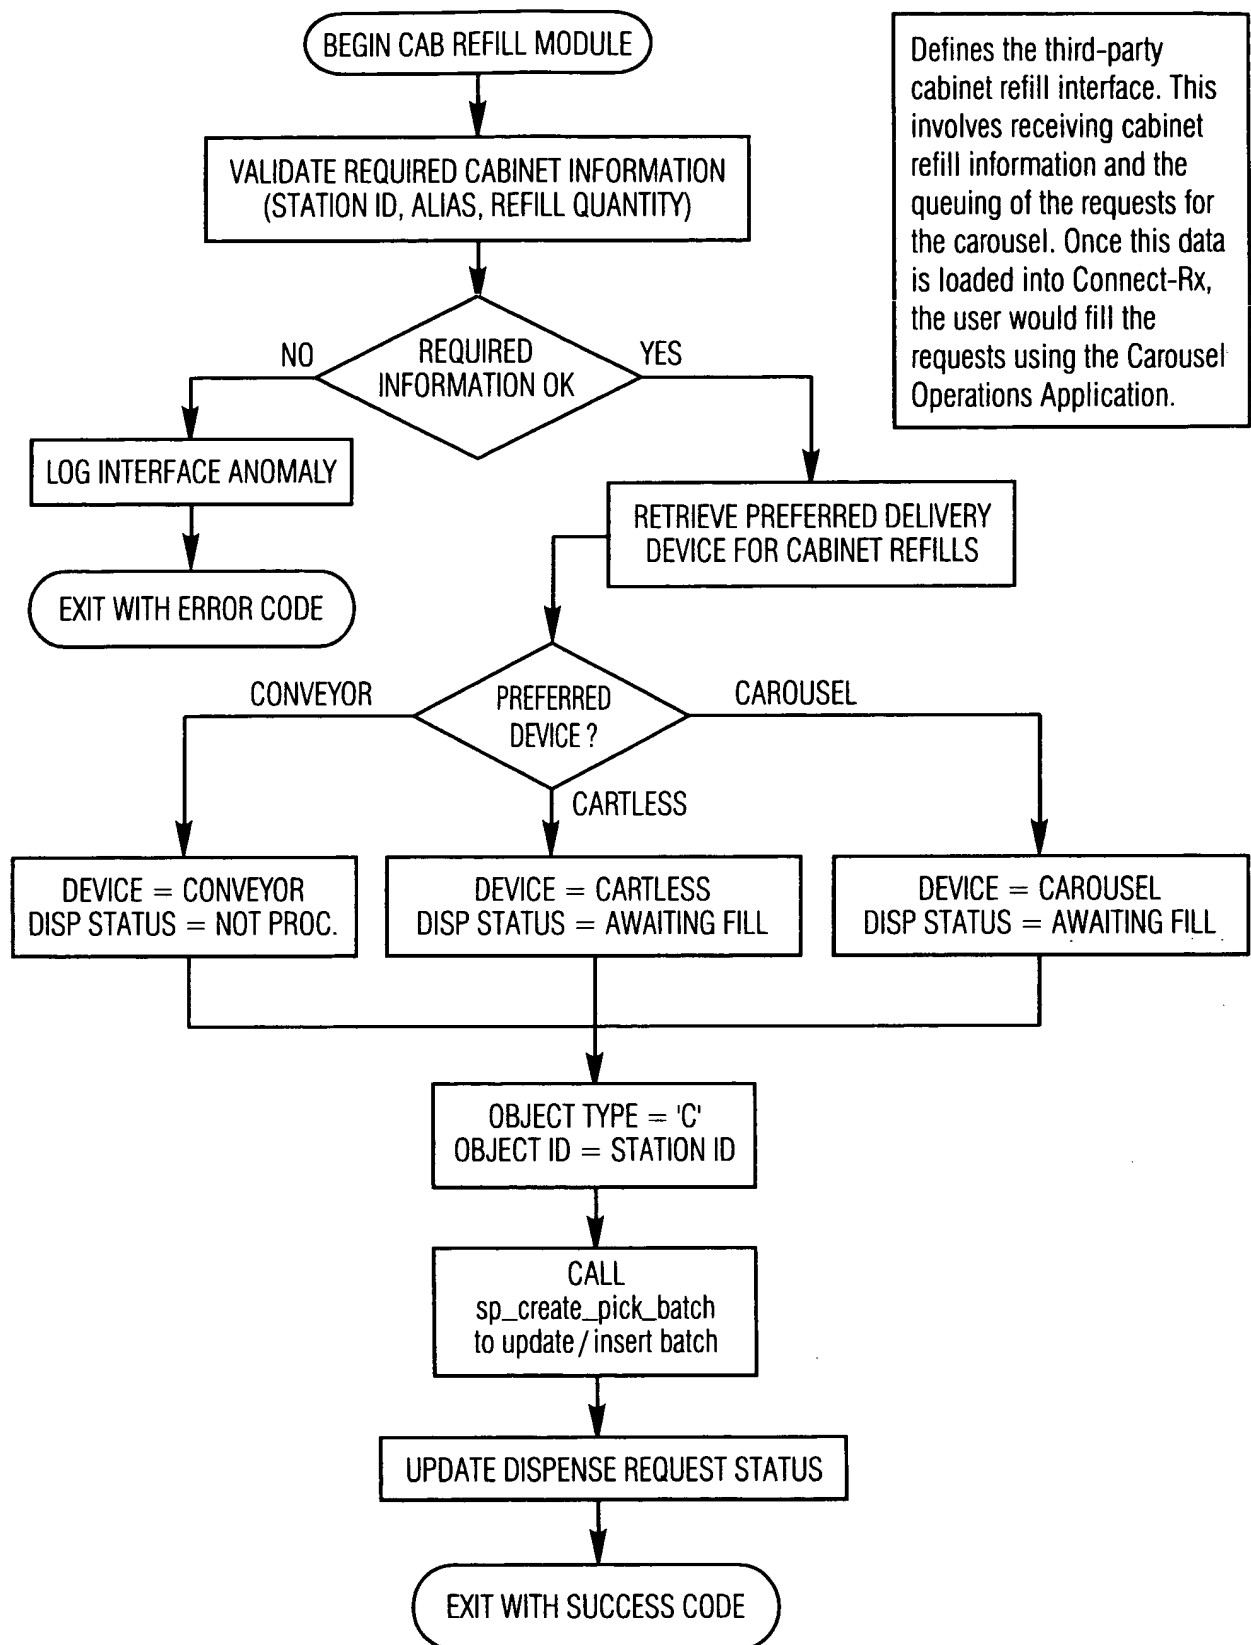 BEGIN CAB REFILL MODULE
Defines the third-party
cabinet refill interface. This
involves receiving cabinet
refill information and the
queuing of the requests for
the carousel. Once this data
is loaded into Connect-Rx,
the user would fill the
requests using the Carousel
Operations Application.
VALIDATE REQUIRED CABINET INFORMATION
(STATION ID, ALIAS, REFILL QUANTITY)
REQUIRED
INFORMATION OK
NO
YES
LOG INTERFACE ANOMALY
EXIT WITH ERROR CODE
RETRIEVE PREFERRED DELIVERY
DEVICE FOR CABINET REFILLS
PREFERRED
DEVICE ?
CONVEYOR
CAROUSEL
CARTLESS
DEVICE = CONVEYOR
DISP STATUS = NOT PROC.
DEVICE = CARTLESS
DISP STATUS = AWAITING FILL
DEVICE = CAROUSEL
DISP STATUS = AWAITING FILL
OBJECT TYPE = 'C'
OBJECT ID = STATION ID
CALL
sp_create_pick_batch
to update / insert batch
UPDATE DISPENSE REQUEST STATUS
EXIT WITH SUCCESS CODE